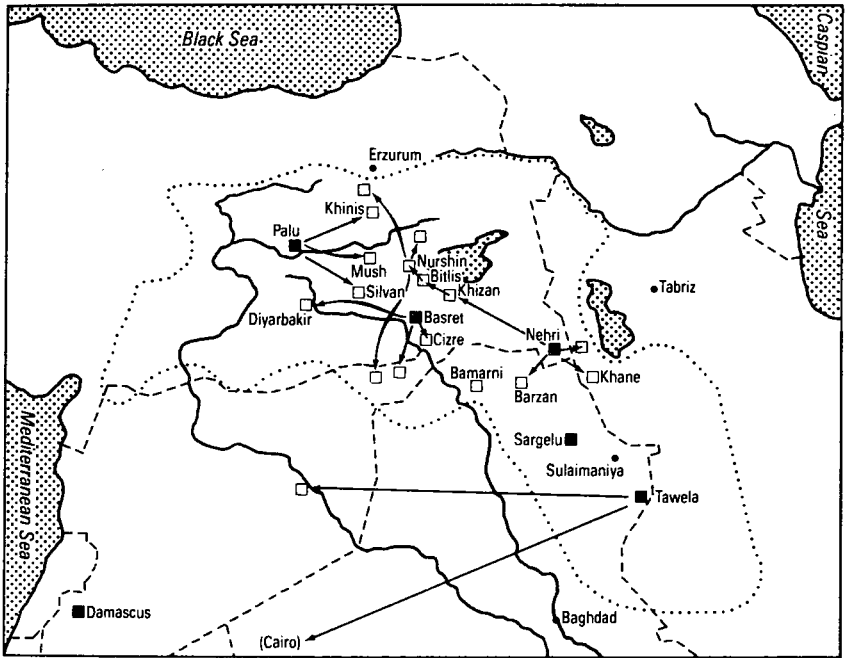 Black Sea
Caspian
Sea
Erzurum
Khinis
Palu
Mush
Nurshin
Bitlis
Silvan
Khizan
Tabriz
Diyarbakir
Basret
Cizre
Nehri
Bamarni
Barzan
Khane
Sargelu
Sulaimaniya
Mediterranean Sea
Tawela
Damascus
Baghdad
(Cairo)